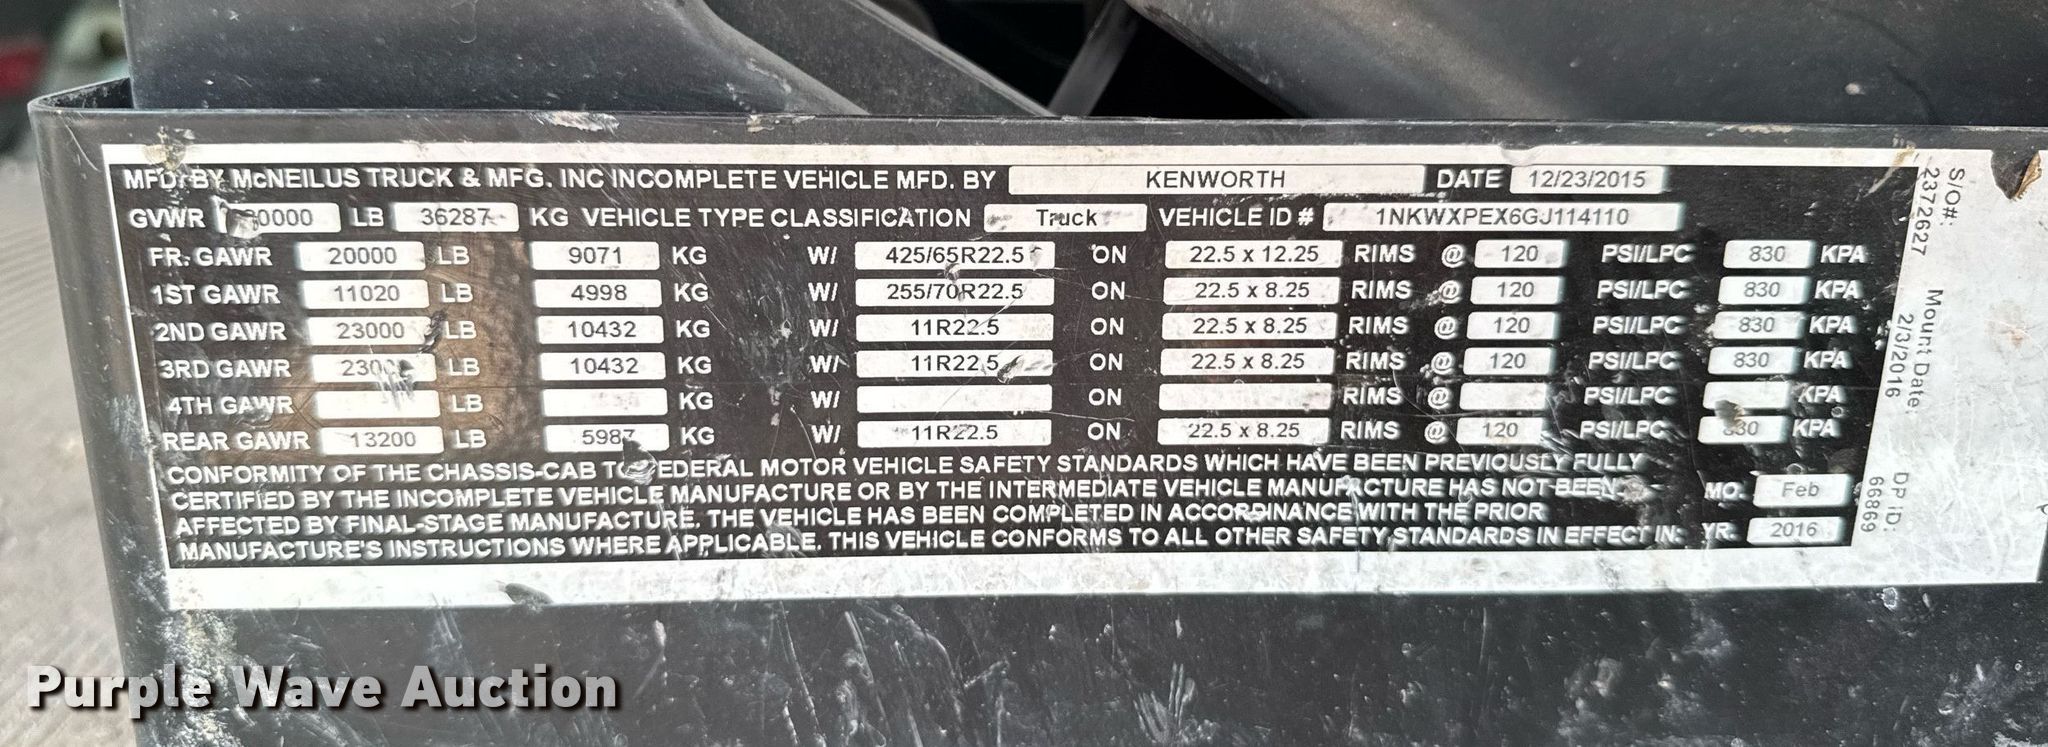 MFD. BY McNEILUS TRUCK & MFG. INC INCOMPLETE VEHICLE MFD. BY KENWORTH DATE 12/23/2015
GVWR LB 36287 KG VEHICLE TYPE CLASSIFICATION Truck VEHICLE ID # 1NKWXPEX6GJ114110
FR. GAWR 20000 LB 9071 KG W/ 425/65R22.5 ON 22.5 x 12.25 RIMS @ 120 PSI/LPC 830 KPA
1ST GAWR 11020 LB 4998 KG W/ 255/70R22.5 ON 22.5 x 8.25 RIMS @ 120 PSI/LPC 830 KPA
2ND GAWR 23000 LB 10432 KG W/ 11R22.5 ON 22.5 x 8.25 RIMS @ 120 PSI/LPC 830 KPA
3RD GAWR LB 10432 KG W/ 11R22.5 ON 22.5 x 8.25 RIMS @ 120 PSI/LPC 830 KPA
4TH GAWR LB KG W/ ON RIMS @ PSI/LPC KPA
REAR GAWR 13200 LB 5987 KG W/ 11R22.5 ON 22.5 x 8.25 RIMS @ 120 PSI/LPC 830 KPA
CONFORMITY OF THE CHASSIS-CAB TO FEDERAL MOTOR VEHICLE SAFETY STANDARDS WHICH HAVE BEEN PREVIOUSLY FULLY
CERTIFIED BY THE INCOMPLETE VEHICLE MANUFACTURE OR BY THE INTERMEDIATE VEHICLE MANUFACTURE HAS NOT BEEN
AFFECTED BY FINAL-STAGE MANUFACTURE. THE VEHICLE HAS BEEN COMPLETED IN ACCORDINANCE WITH THE PRIOR
MANUFACTURE'S INSTRUCTIONS WHERE APPLICABLE. THIS VEHICLE CONFORMS TO ALL OTHER SAFETY STANDARDS IN EFFECT IN:
MO. Feb
YR. 2016
S/O#: Mount Date: DP ID:
23726627 2/3/2016 66869
Purple Wave Auction